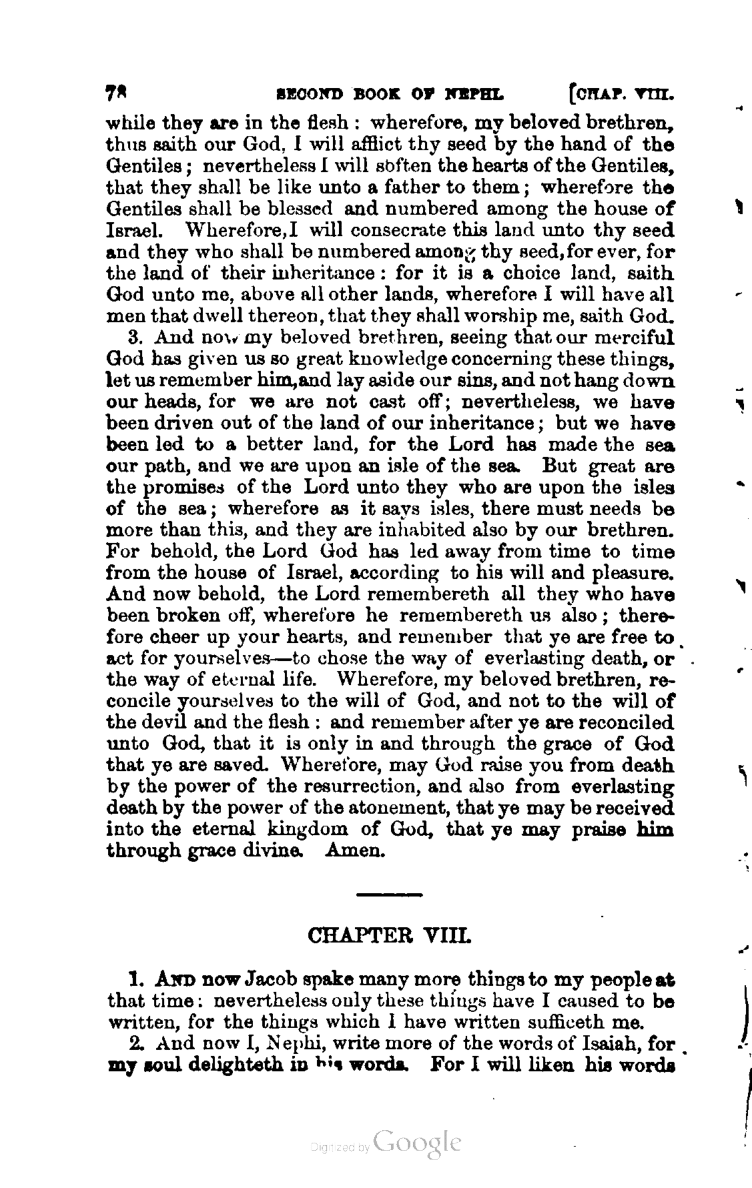 78 SECOND BOOK OF NEPHI. [CHAP. VIII.
while they are in the flesh : wherefore, my beloved brethren,
thus saith our God, I will afflict thy seed by the hand of the
Gentiles ; nevertheless I will soften the hearts of the Gentiles,
that they shall be like unto a father to them ; wherefore the
Gentiles shall be blessed and numbered among the house of
Israel. Wherefore, I will consecrate this land unto thy seed
and they who shall be numbered among thy seed, for ever, for
the land of their inheritance : for it is a choice land, saith
God unto me, above all other lands, wherefore I will have all
men that dwell thereon, that they shall worship me, saith God.
3. And now my beloved brethren, seeing that our merciful
God has given us so great knowledge concerning these things,
let us remember him, and lay aside our sins, and not hang down
our heads, for we are not cast off ; nevertheless, we have
been driven out of the land of our inheritance ; but we have
been led to a better land, for the Lord has made the sea
our path, and we are upon an isle of the sea. But great are
the promises of the Lord unto they who are upon the isles
of the sea ; wherefore as it says isles, there must needs be
more than this, and they are inhabited also by our brethren.
For behold, the Lord God has led away from time to time
from the house of Israel, according to his will and pleasure.
And now behold, the Lord remembereth all they who have
been broken off, wherefore he remembereth us also ; there-
fore cheer up your hearts, and remember that ye are free to
act for yourselves—to chose the way of everlasting death, or
the way of eternal life. Wherefore, my beloved brethren, re-
concile yourselves to the will of God, and not to the will of
the devil and the flesh : and remember after ye are reconciled
unto God, that it is only in and through the grace of God
that ye are saved. Wherefore, may God raise you from death
by the power of the resurrection, and also from everlasting
death by the power of the atonement, that ye may be received
into the eternal kingdom of God, that ye may praise him
through grace divine. Amen.
CHAPTER VIII.
1. AND now Jacob spake many more things to my people at
that time : nevertheless only these things have I caused to be
written, for the things which I have written sufficeth me.
2. And now I, Nephi, write more of the words of Isaiah, for
my soul delighteth in his words. For I will liken his words
Digitized by Google